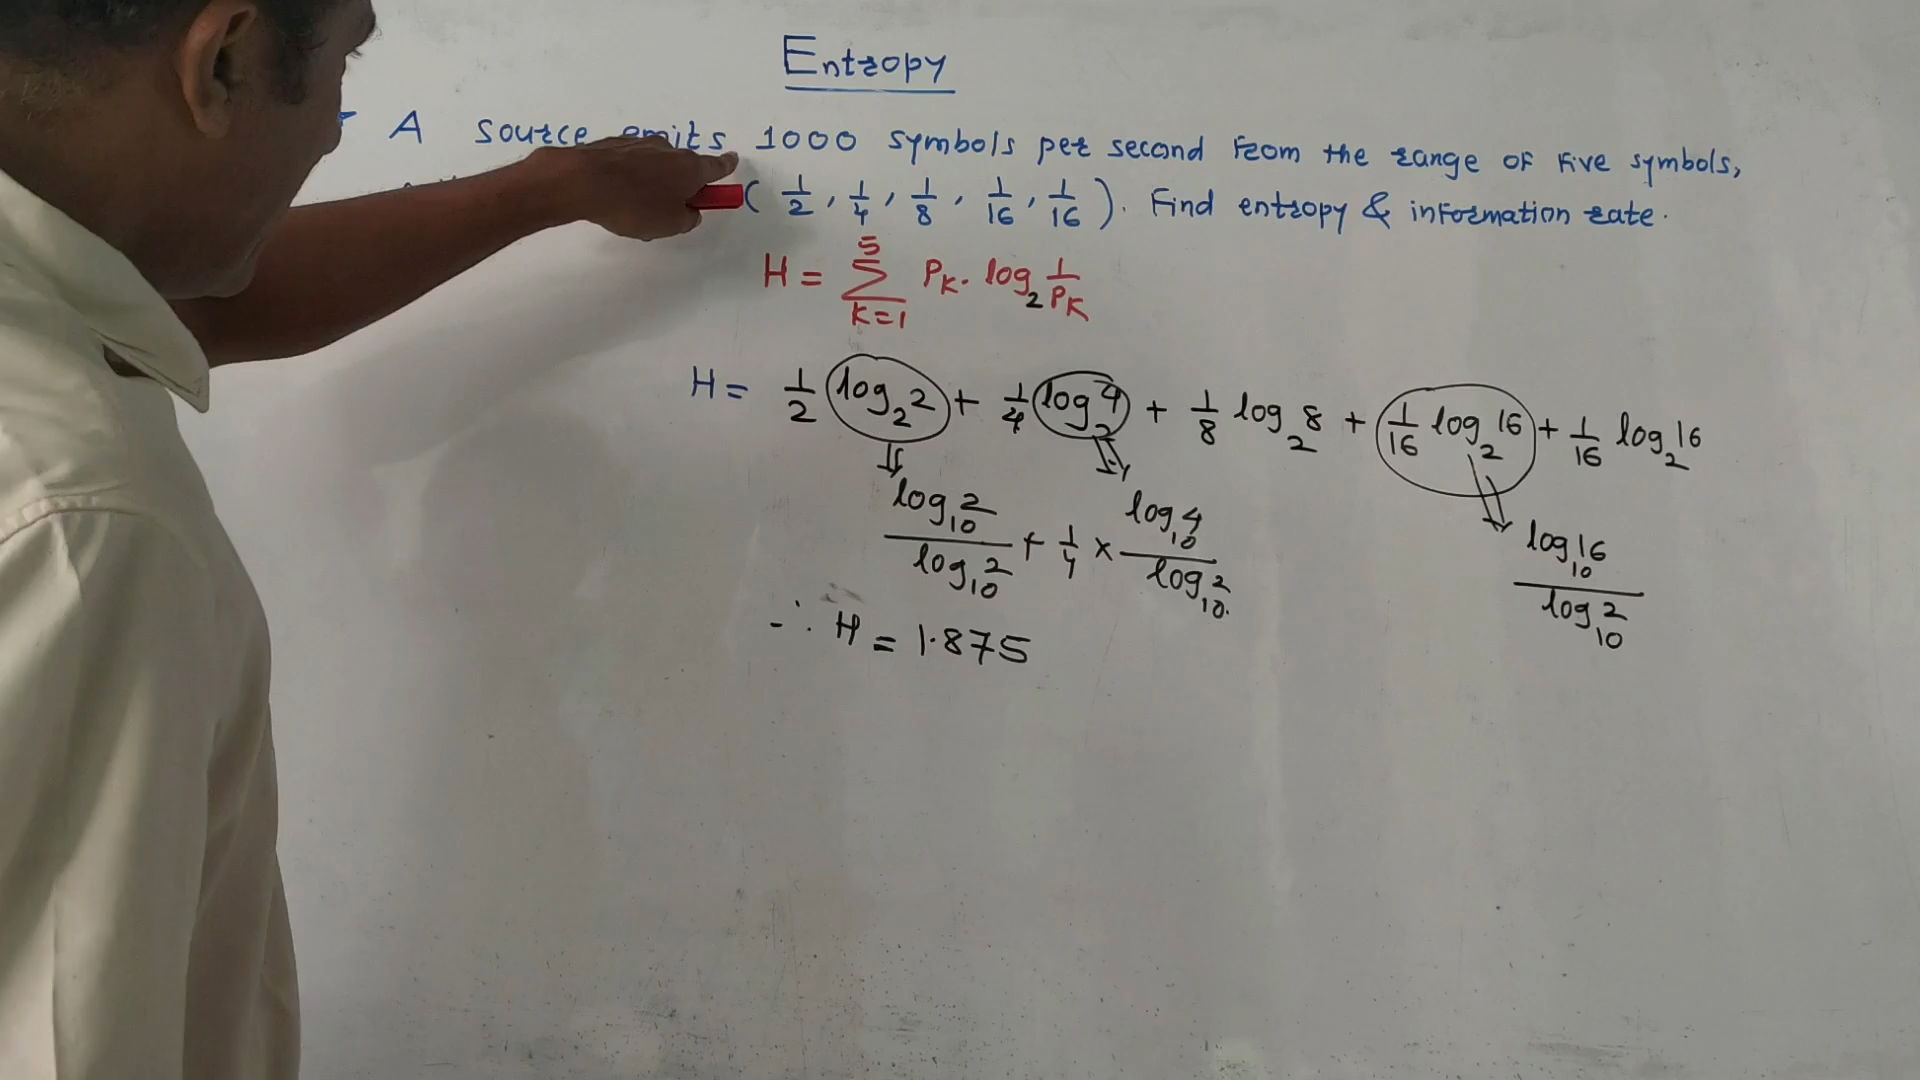 Entropy
A source emits 1000 symbols per second from the range of five symbols,
( 1/2, 1/4, 1/8, 1/16, 1/16 ). Find entropy & information rate.
H = 5 Σ K=1 PK. log2 1/PK
H = 1/2 log2 2 + 1/4 log2 4 + 1/8 log2 8 + 1/16 log2 16 + 1/16 log2 16
log10 2 / log10 2 + 1/4 × log10 4 / log10 2.
log10 16 / log10 2
∴ H = 1.875